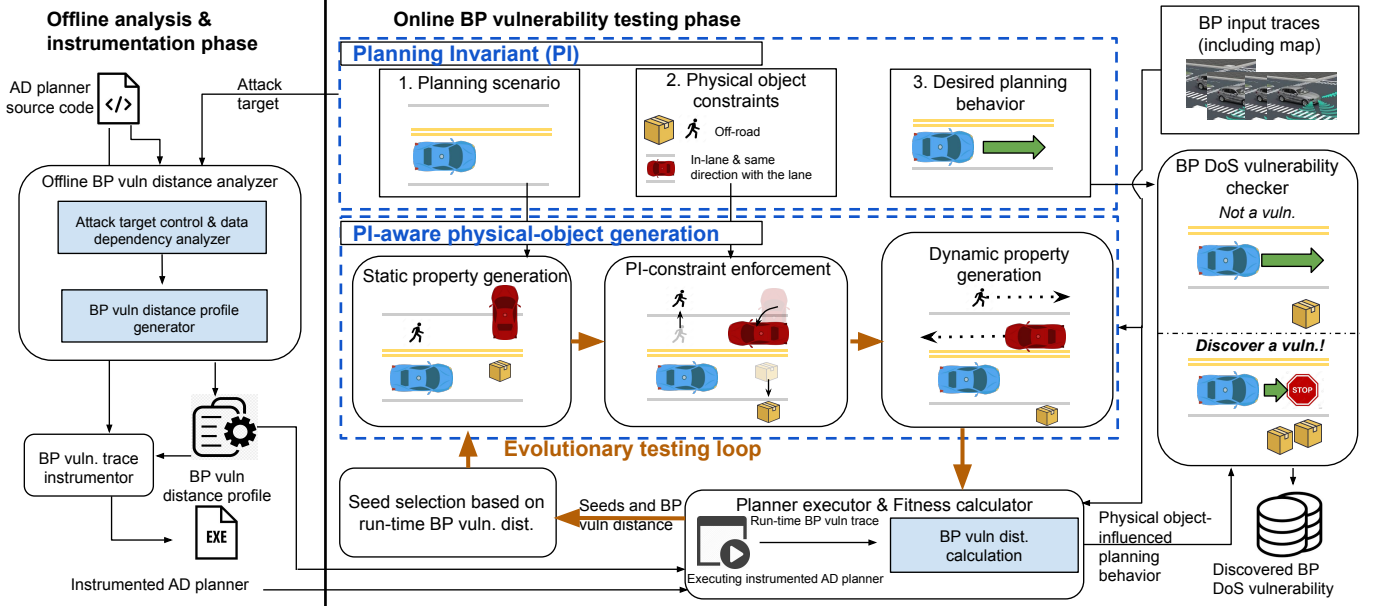 Offline analysis &
instrumentation phase
AD planner
source code
</>
Attack
target
Offline BP vuln distance analyzer
Attack target control & data
dependency analyzer
BP vuln distance profile
generator
BP vuln. trace
instrumentor
BP vuln
distance profile
EXE
Instrumented AD planner
Online BP vulnerability testing phase
Planning Invariant (PI)
1. Planning scenario
2. Physical object
constraints
Off-road
In-lane & same
direction with the lane
3. Desired planning
behavior
PI-aware physical-object generation
Static property generation
PI-constraint enforcement
Dynamic property
generation
Evolutionary testing loop
Seed selection based on
run-time BP vuln. dist.
Seeds and BP
vuln distance
Planner executor & Fitness calculator
Run-time BP vuln trace
Executing instrumented AD planner
BP vuln dist.
calculation
Physical object-
influenced
planning
behavior
BP input traces
(including map)
BP DoS vulnerability
checker
Not a vuln.
Discover a vuln.!
STOP
Discovered BP
DoS vulnerability